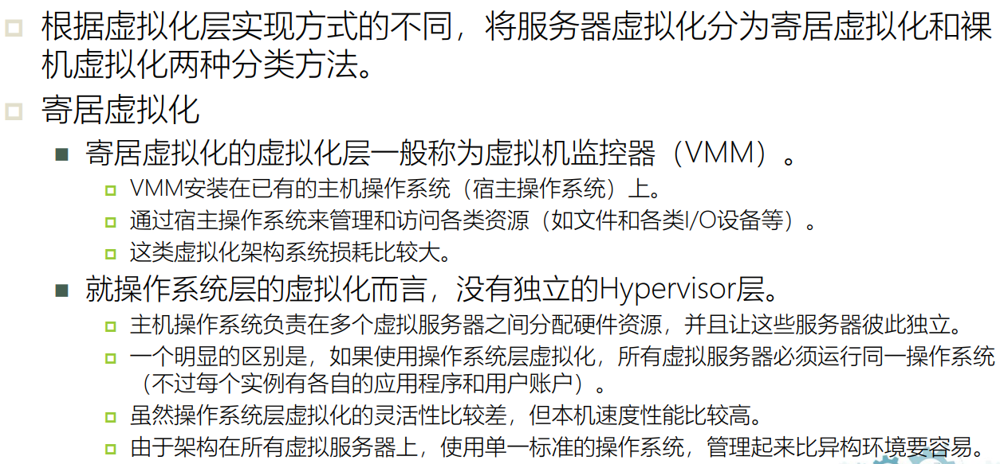 根据虚拟化层实现方式的不同，将服务器虚拟化分为寄居虚拟化和裸
机虚拟化两种分类方法。
寄居虚拟化
寄居虚拟化的虚拟化层一般称为虚拟机监控器（VMM）。
VMM安装在已有的主机操作系统（宿主操作系统）上。
通过宿主操作系统来管理和访问各类资源（如文件和各类I/O设备等）。
这类虚拟化架构系统损耗比较大。
就操作系统层的虚拟化而言，没有独立的Hypervisor层。
主机操作系统负责在多个虚拟服务器之间分配硬件资源，并且让这些服务器彼此独立。
一个明显的区别是，如果使用操作系统层虚拟化，所有虚拟服务器必须运行同一操作系统
（不过每个实例有各自的应用程序和用户账户）。
虽然操作系统层虚拟化的灵活性比较差，但本机速度性能比较高。
由于架构在所有虚拟服务器上，使用单一标准的操作系统，管理起来比异构环境要容易。